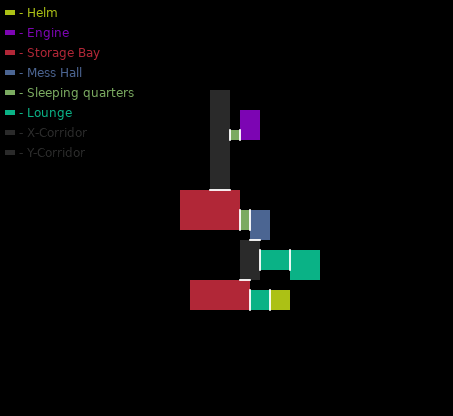 - Helm
- Engine
- Storage Bay
- Mess Hall
- Sleeping quarters
- Lounge
- X-Corridor
- Y-Corridor